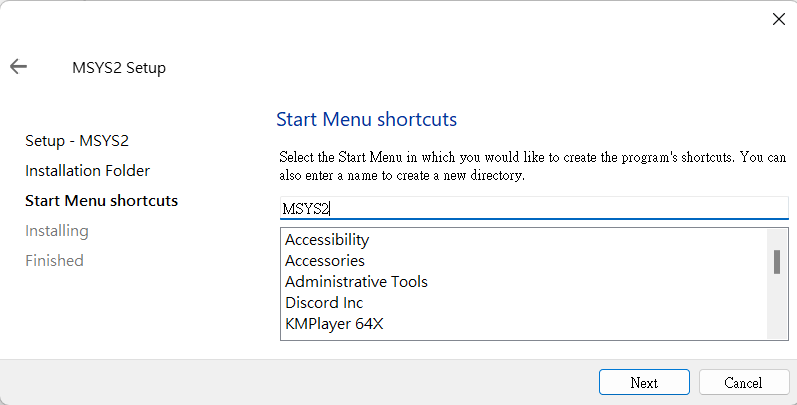 MSYS2 Setup
Setup - MSYS2
Installation Folder
Start Menu shortcuts
Installing
Finished
Start Menu shortcuts
Select the Start Menu in which you would like to create the program's shortcuts. You can
also enter a name to create a new directory.
MSYS2
Accessibility
Accessories
Administrative Tools
Discord Inc
KMPlayer 64X
Next
Cancel